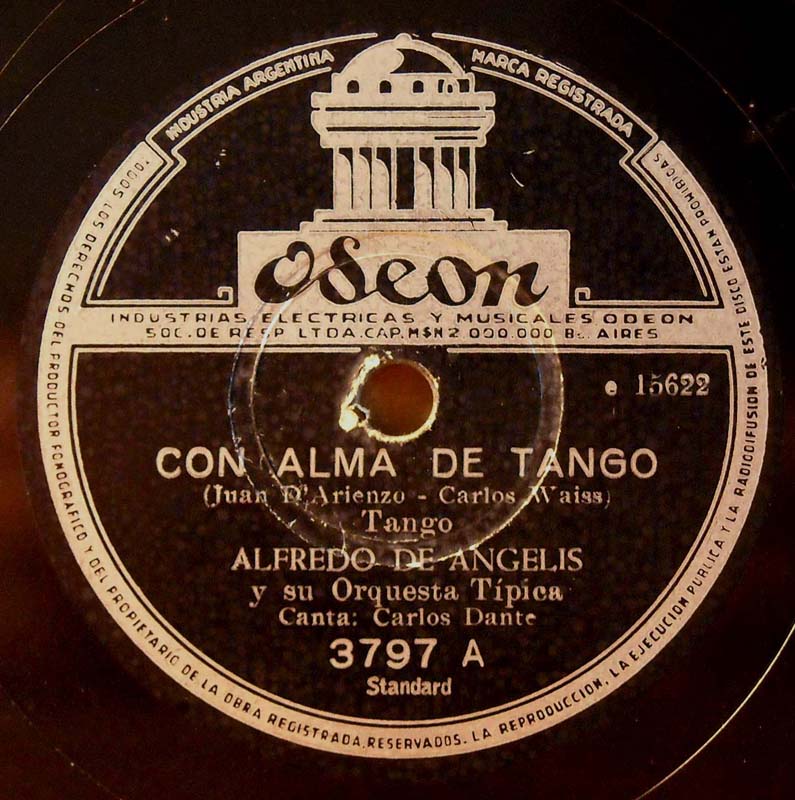 INDUSTRIA ARGENTINA
MARCA REGISTRADA
Odeon
INDUSTRIAS ELECTRICAS Y MUSICALES ODEON
SOC. DE RESP. LTDA. CAP. M$N 2 000.000 Bs. AIRES
e 15622
CON ALMA DE TANGO
(Juan D'Arienzo - Carlos Waiss)
Tango
ALFREDO DE ANGELIS
y su Orquesta Típica
Canta: Carlos Dante
3797 A
Standard
TODOS LOS DERECHOS DEL PRODUCTOR FONOGRAFICO Y DEL PROPIETARIO DE LA OBRA REGISTRADA, RESERVADOS. LA REPRODUCCION, LA EJECUCION PUBLICA Y LA RADIODIFUSION DE ESTE DISCO ESTAN PROHIBIDAS